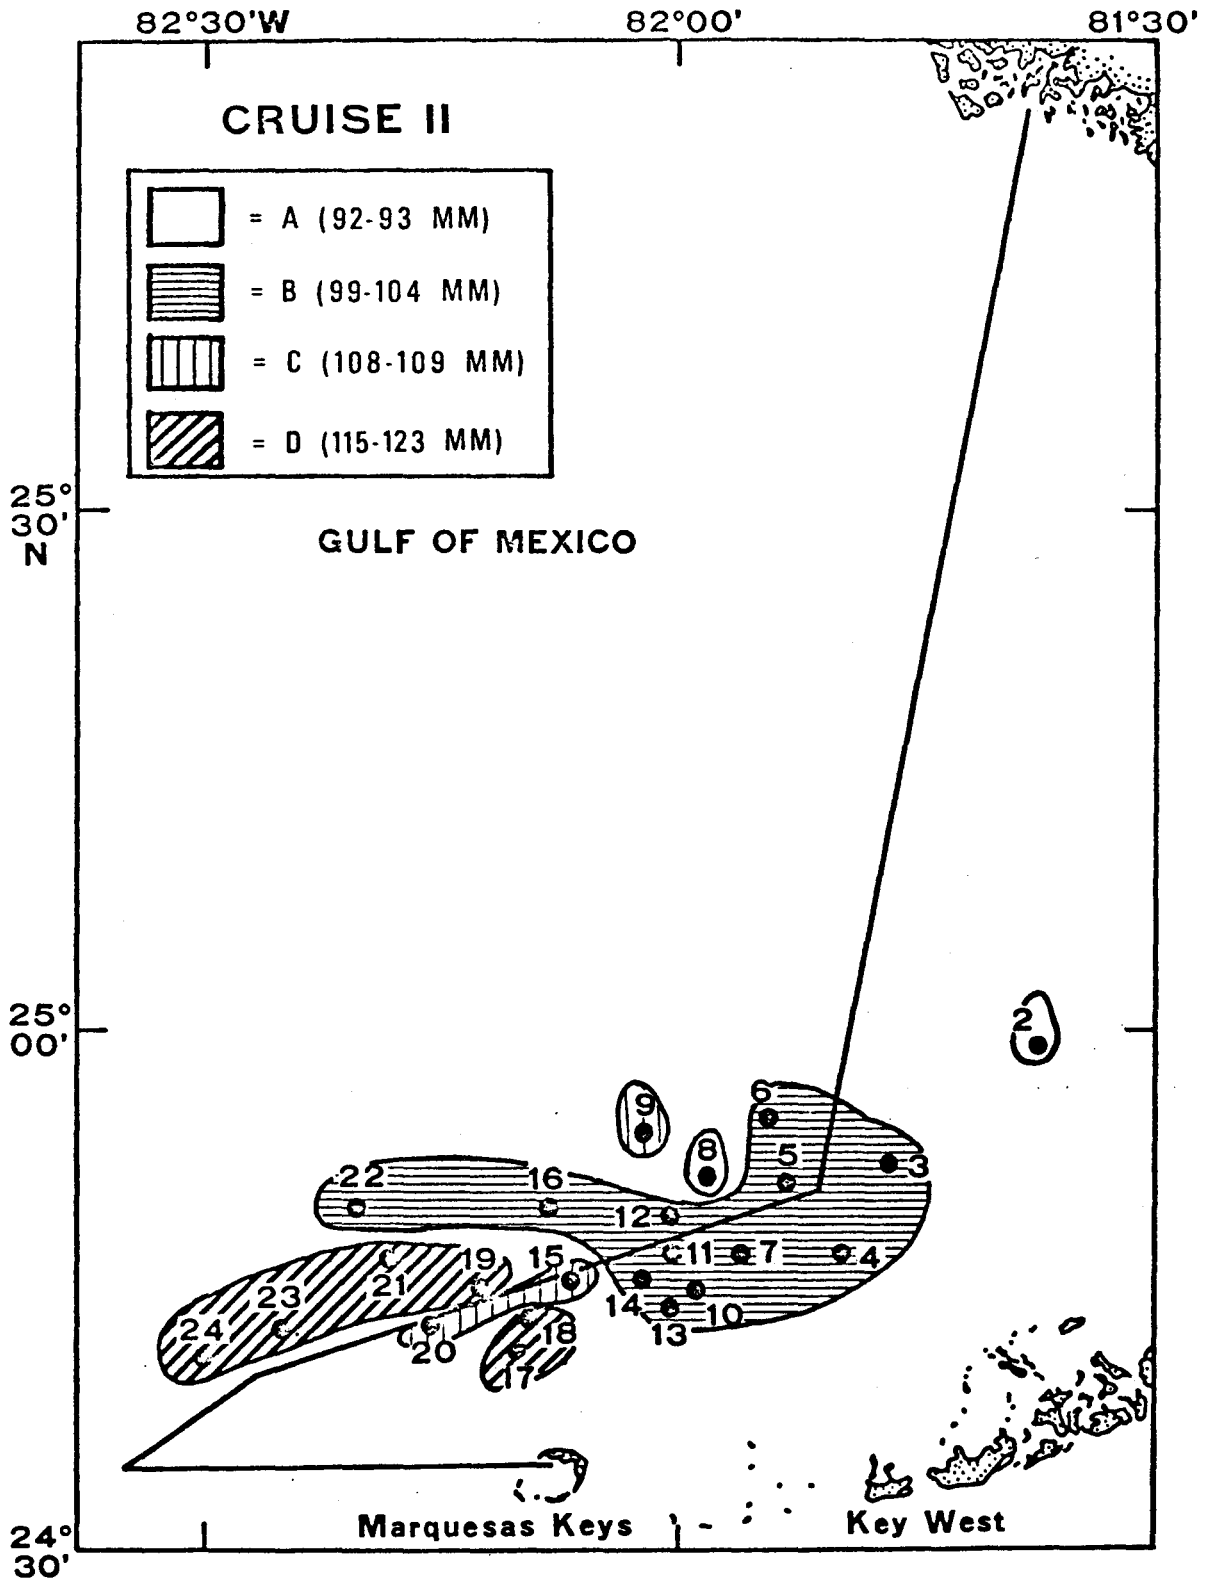 82°30'W 82°00' 81°30'
CRUISE II
= A (92-93 MM)
= B (99-104 MM)
= C (108-109 MM)
= D (115-123 MM)
25°
30'
N
GULF OF MEXICO
25°
00'
2
6
9
8
5
3
22
16
12
11
7
4
15
19
21
14
10
13
23
24
20
18
17
Marquesas Keys
Key West
24°
30'